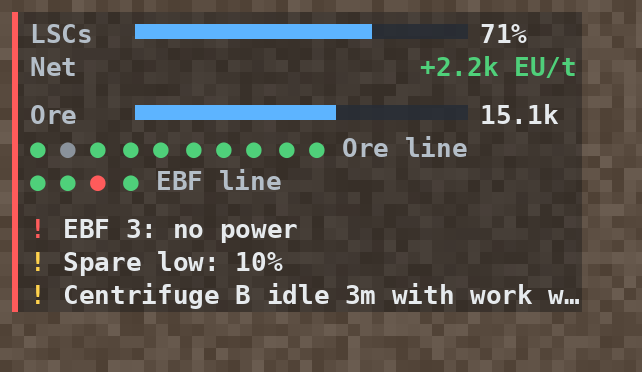 LSCs 71%
Net +2.2k EU/t
Ore 15.1k
Ore line
EBF line
! EBF 3: no power
! Spare low: 10%
! Centrifuge B idle 3m with work w…